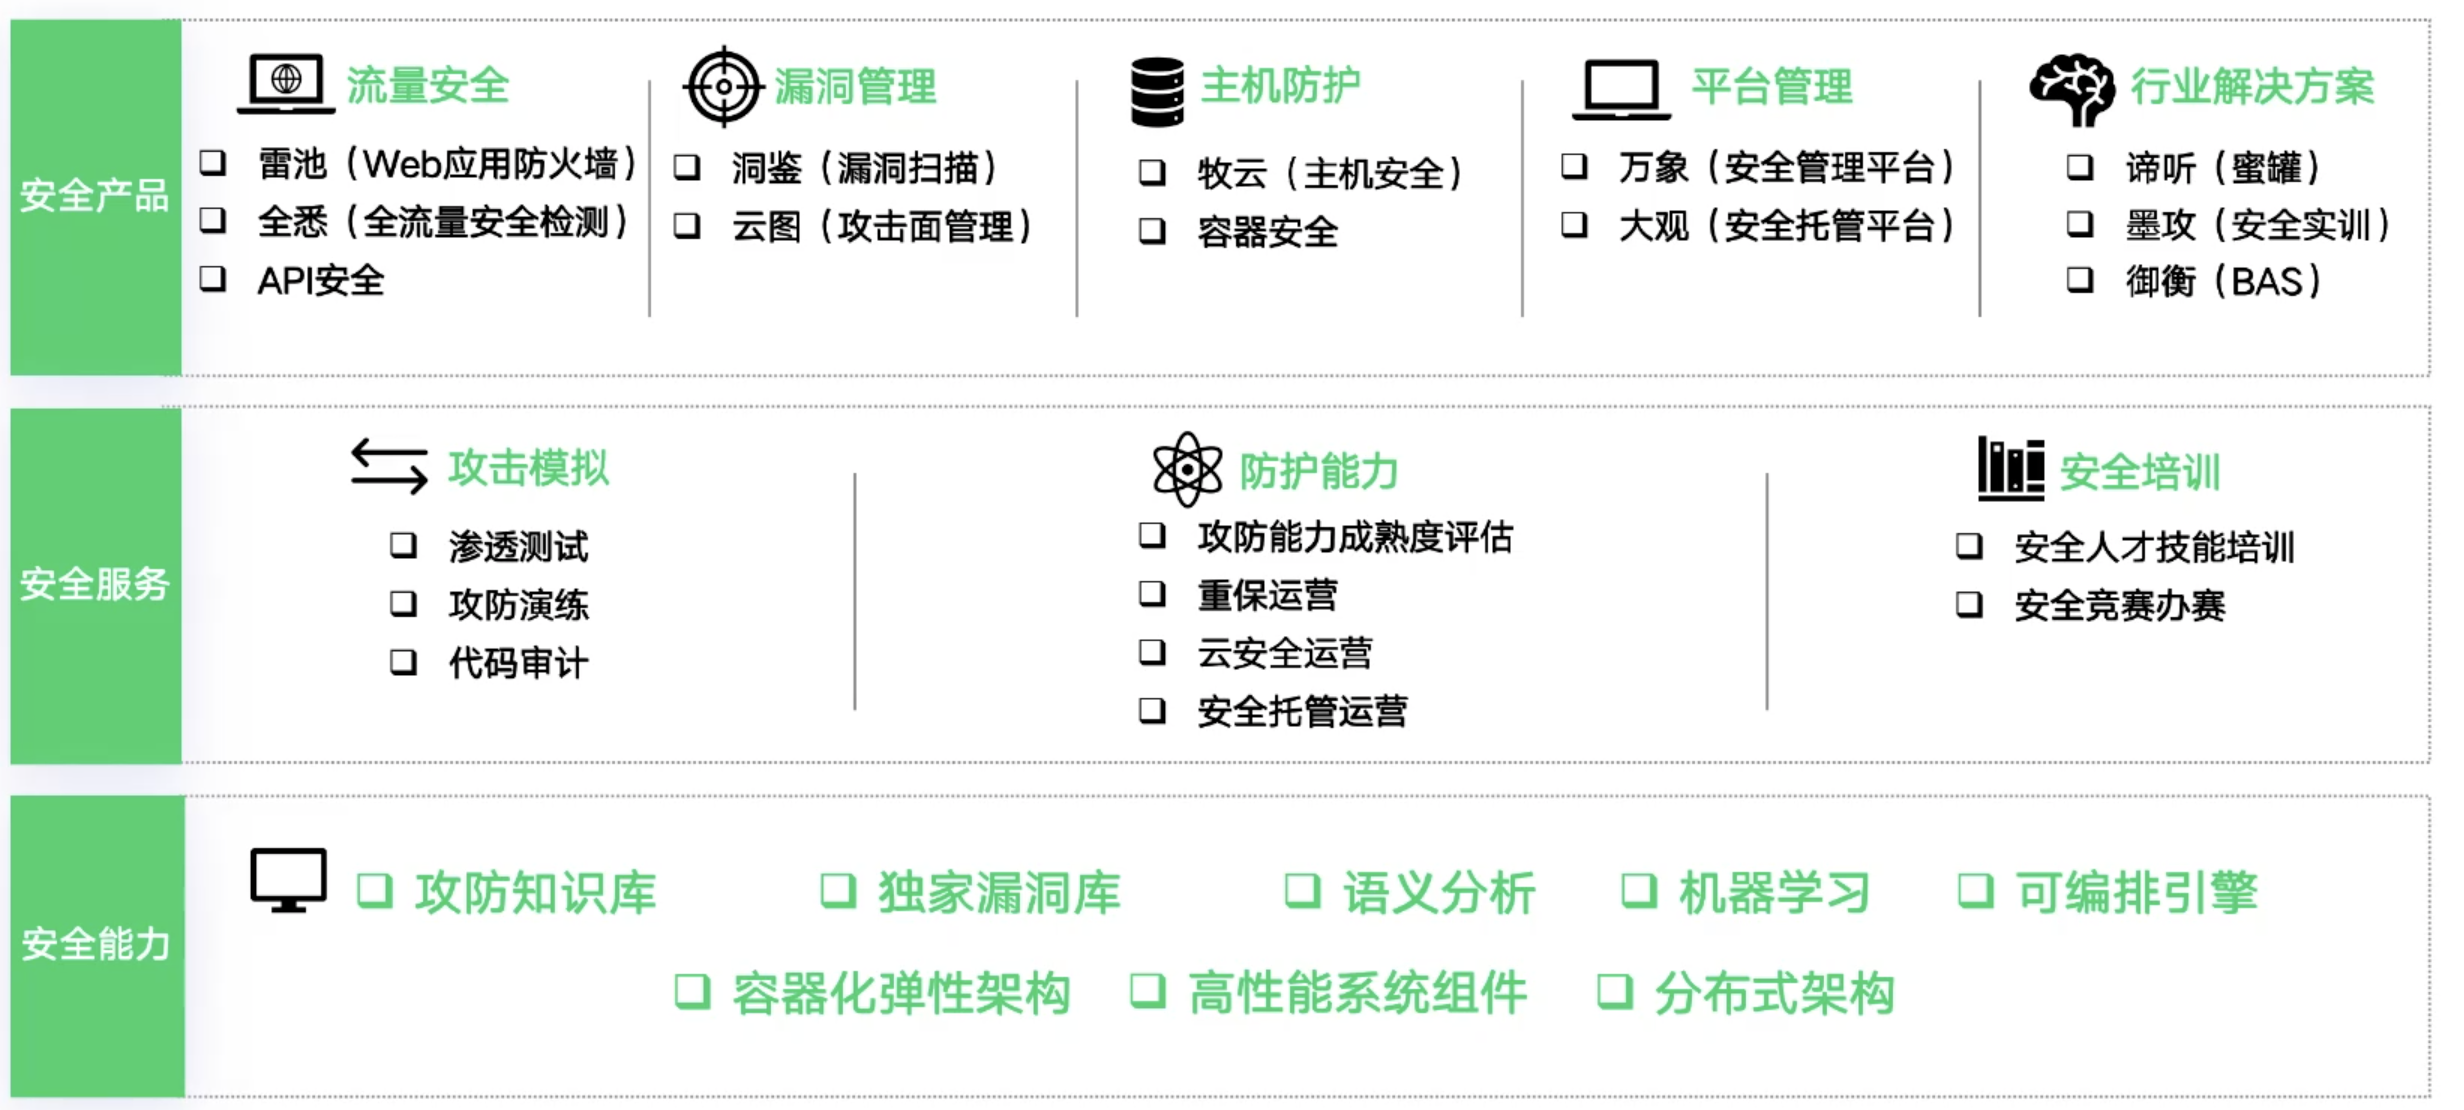 安全产品
流量安全
雷池（Web应用防火墙）
全悉（全流量安全检测）
API安全
漏洞管理
洞鉴（漏洞扫描）
云图（攻击面管理）
主机防护
牧云（主机安全）
容器安全
平台管理
万象（安全管理平台）
大观（安全托管平台）
行业解决方案
谛听（蜜罐）
墨攻（安全实训）
御衡（BAS）
安全服务
攻击模拟
渗透测试
攻防演练
代码审计
防护能力
攻防能力成熟度评估
重保运营
云安全运营
安全托管运营
安全培训
安全人才技能培训
安全竞赛办赛
安全能力
攻防知识库
独家漏洞库
语义分析
机器学习
可编排引擎
容器化弹性架构
高性能系统组件
分布式架构